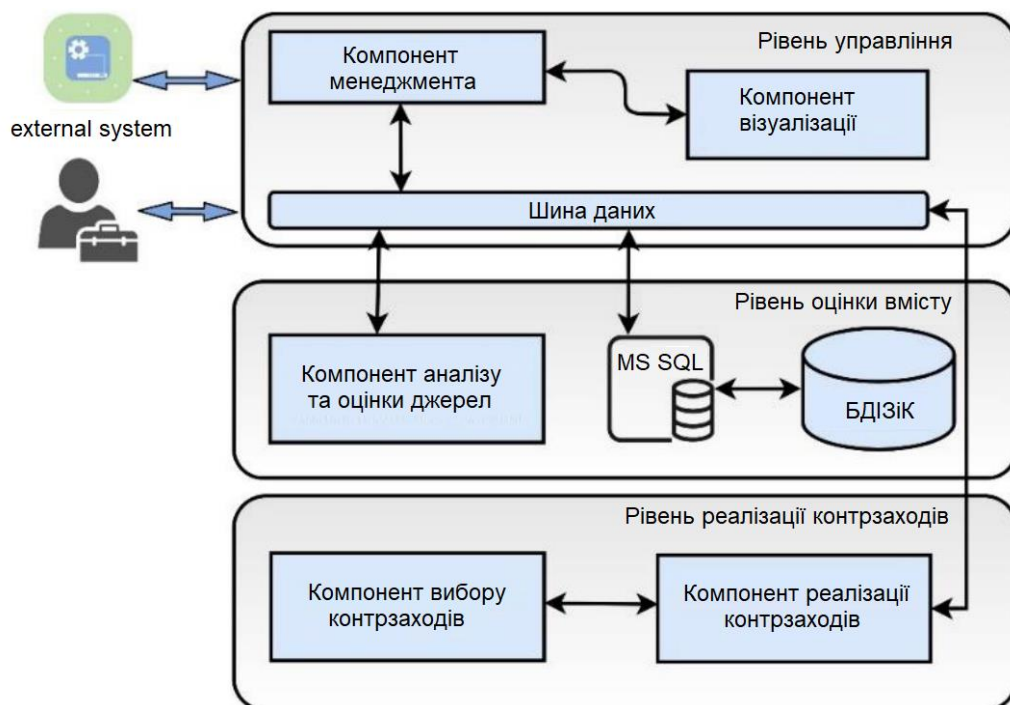 Рівень управління
Компонент
менеджмента
Компонент
візуалізації
external system
Шина даних
Рівень оцінки вмісту
Компонент аналізу
та оцінки джерел
MS SQL
БДІЗіК
Рівень реалізації контрзаходів
Компонент вибору
контрзаходів
Компонент реалізації
контрзаходів